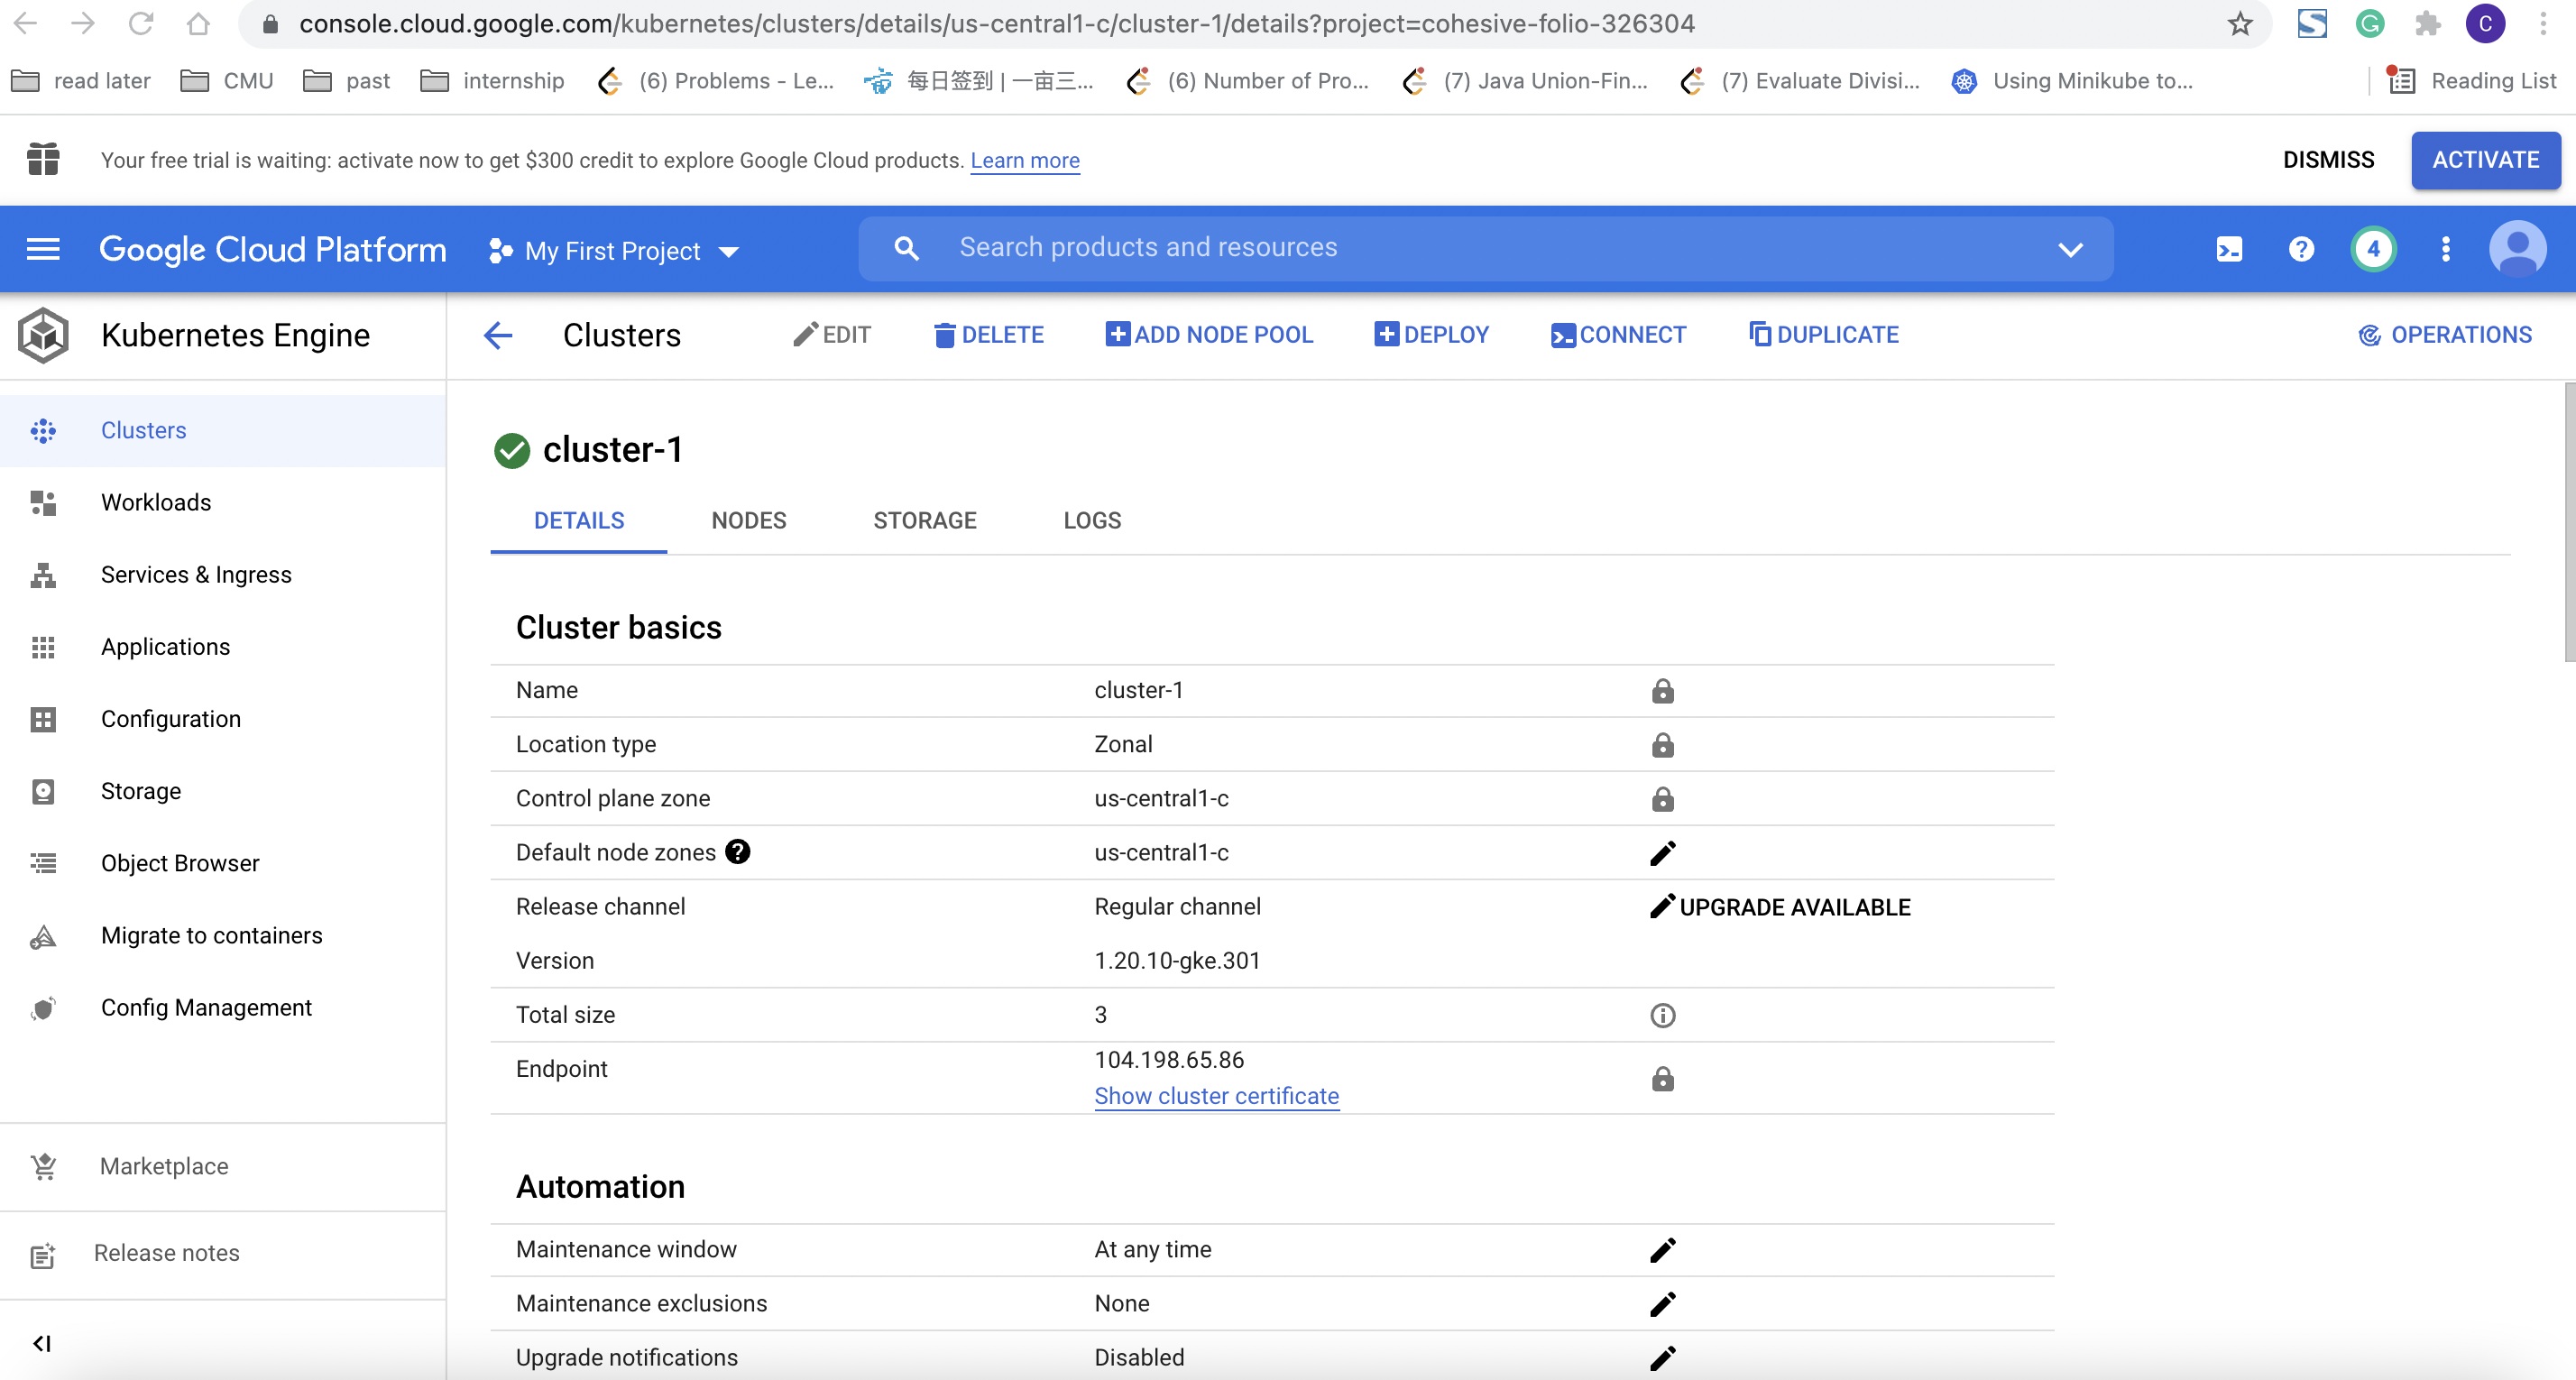 console.cloud.google.com/kubernetes/clusters/details/us-central1-c/cluster-1/details?project=cohesive-folio-326304
C
read later CMU past internship (6) Problems - Le... 每日签到 | 一亩三... (6) Number of Pro... (7) Java Union-Fin... (7) Evaluate Divisi... Using Minikube to... Reading List
Your free trial is waiting: activate now to get $300 credit to explore Google Cloud products. Learn more DISMISS ACTIVATE
Google Cloud Platform My First Project Search products and resources 4
Kubernetes Engine
Clusters EDIT DELETE ADD NODE POOL DEPLOY CONNECT DUPLICATE OPERATIONS
Clusters
Workloads
Services & Ingress
Applications
Configuration
Storage
Object Browser
Migrate to containers
Config Management
Marketplace
Release notes
cluster-1
DETAILS NODES STORAGE LOGS
Cluster basics
Name cluster-1
Location type Zonal
Control plane zone us-central1-c
Default node zones us-central1-c
Release channel Regular channel UPGRADE AVAILABLE
Version 1.20.10-gke.301
Total size 3
Endpoint 104.198.65.86
Show cluster certificate
Automation
Maintenance window At any time
Maintenance exclusions None
Upgrade notifications Disabled